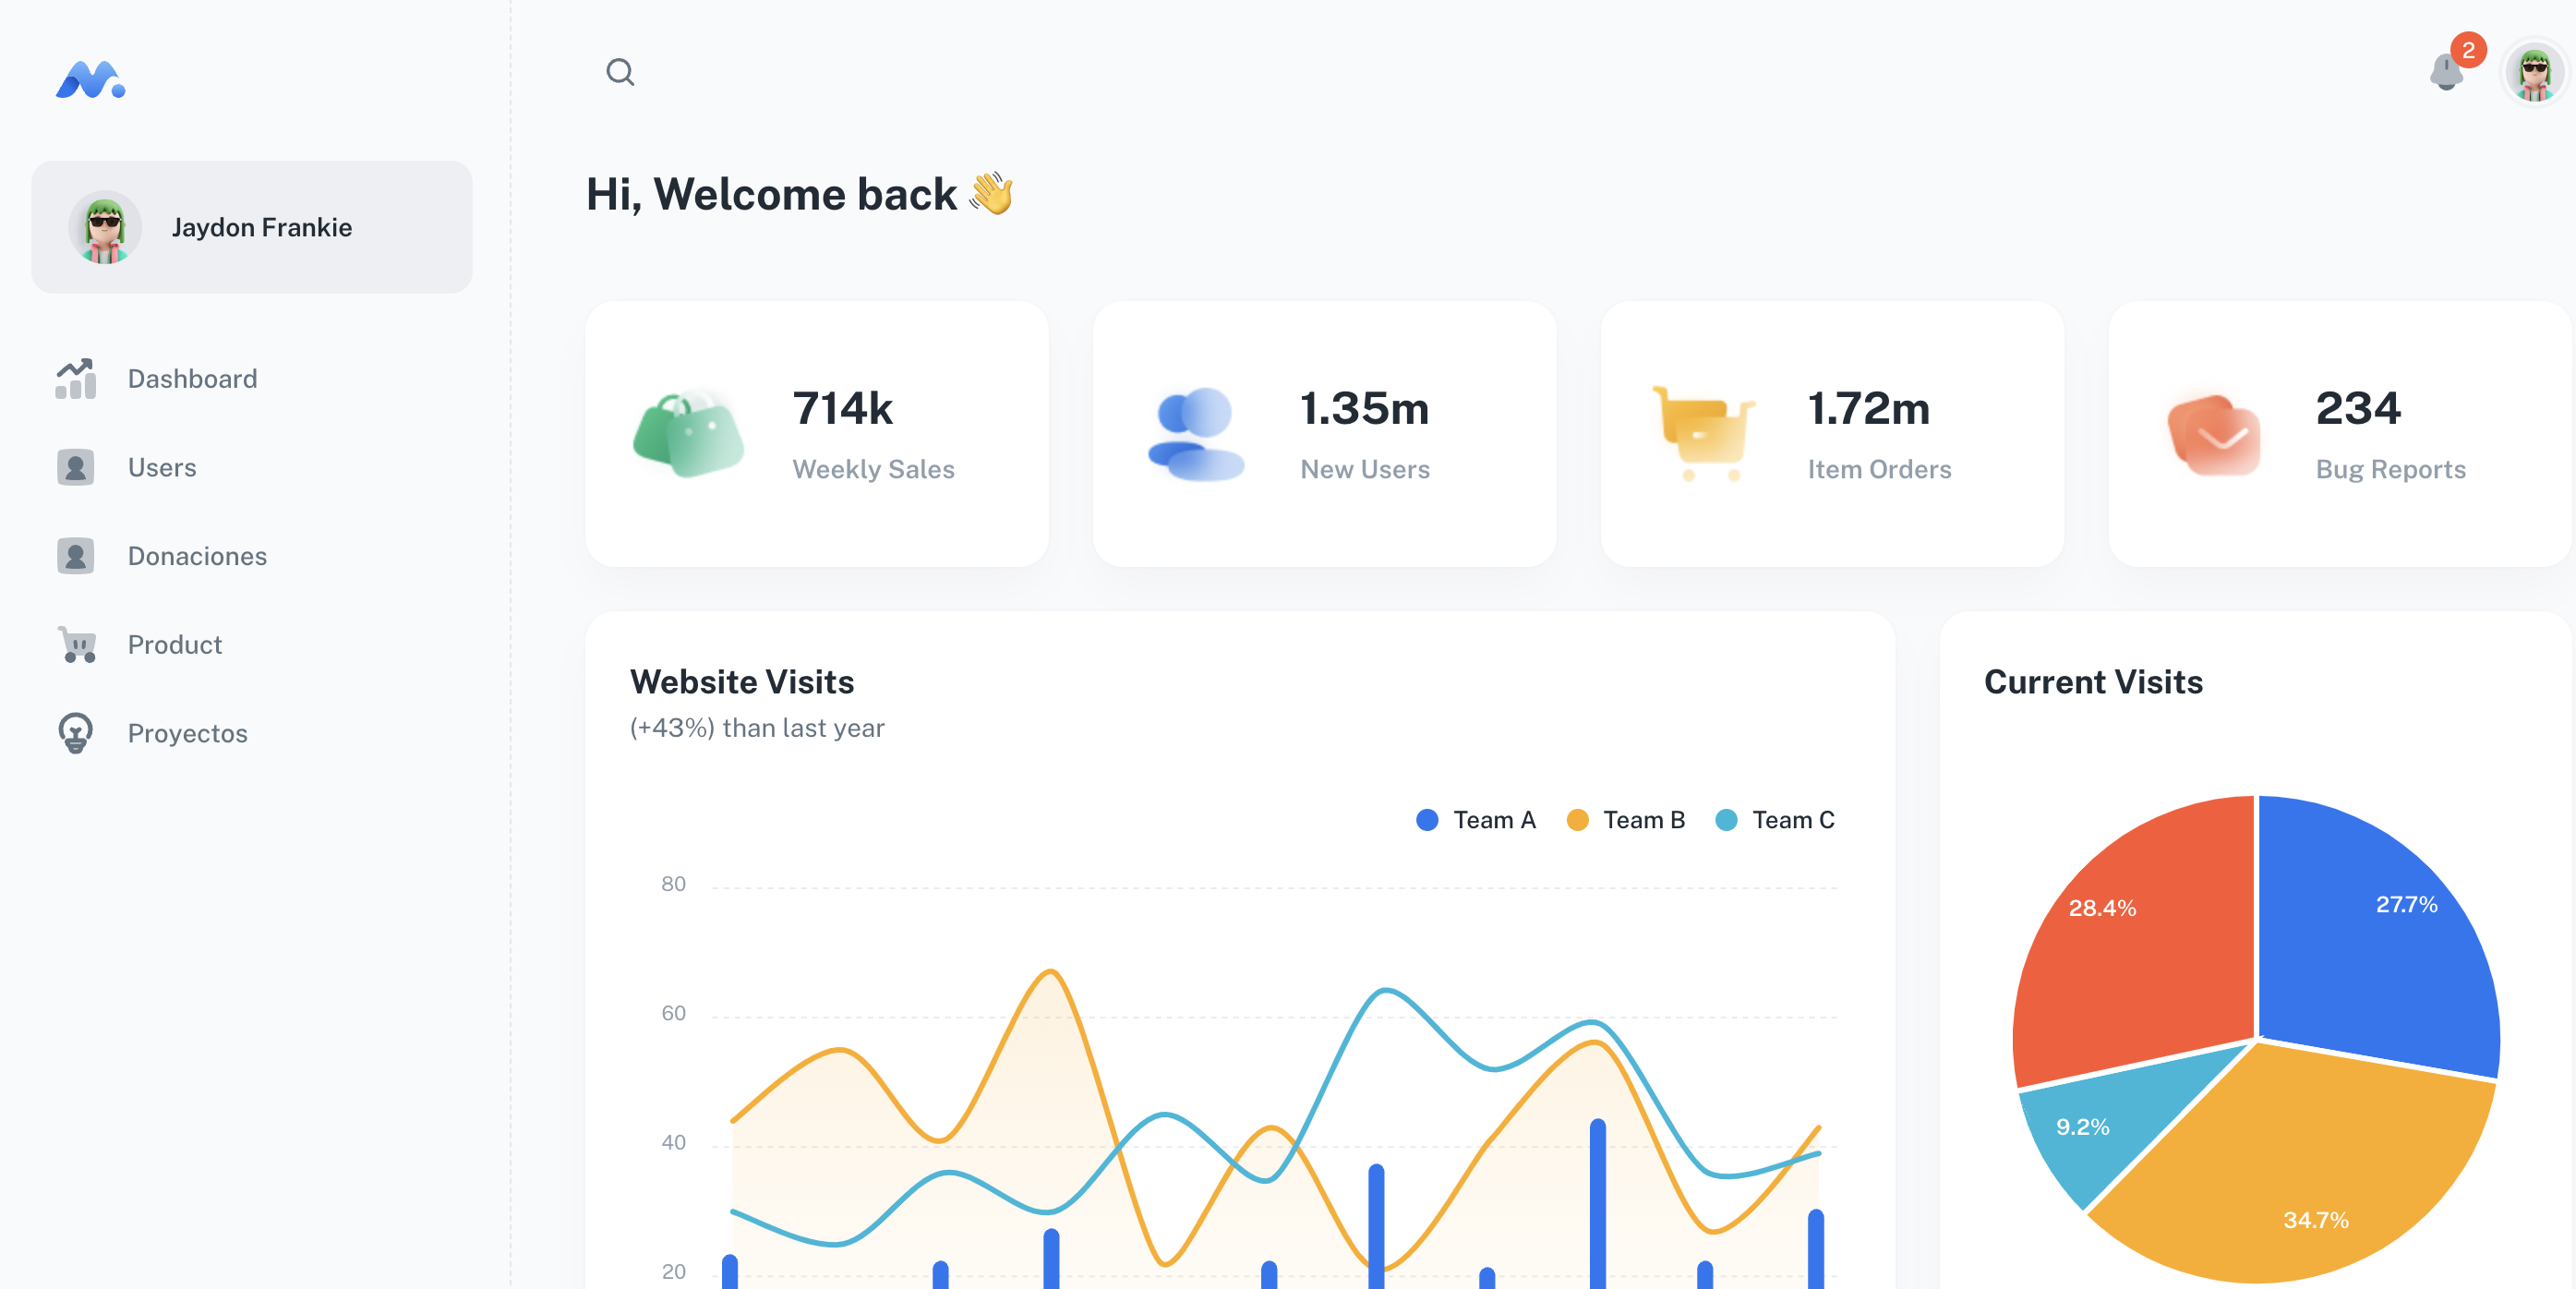 2
Jaydon Frankie
Dashboard
Users
Donaciones
Product
Proyectos
Hi, Welcome back 👋
714k
Weekly Sales
1.35m
New Users
1.72m
Item Orders
234
Bug Reports
Website Visits
(+43%) than last year
Team A Team B Team C
80
60
40
20
Current Visits
28.4%
27.7%
9.2%
34.7%